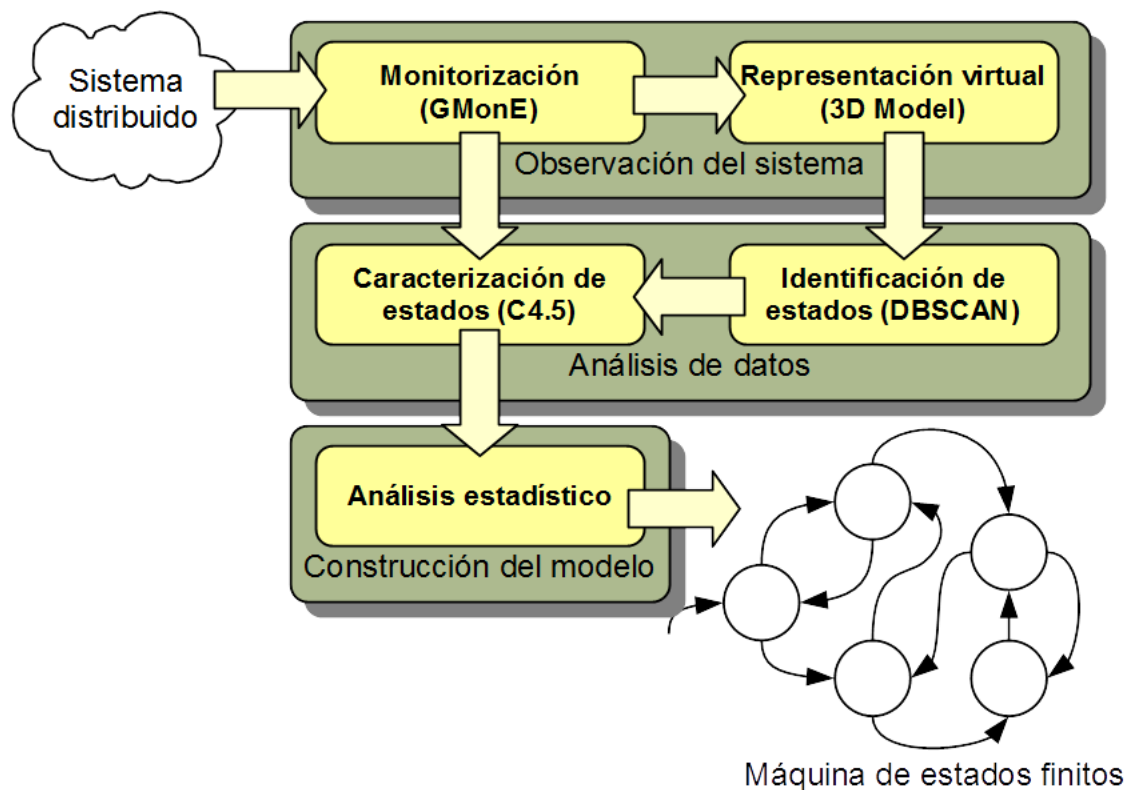 Sistema
distribuido
Monitorización
(GMonE)
Representación virtual
(3D Model)
Observación del sistema
Caracterización de
estados (C4.5)
Identificación de
estados (DBSCAN)
Análisis de datos
Análisis estadístico
Construcción del modelo
Máquina de estados finitos